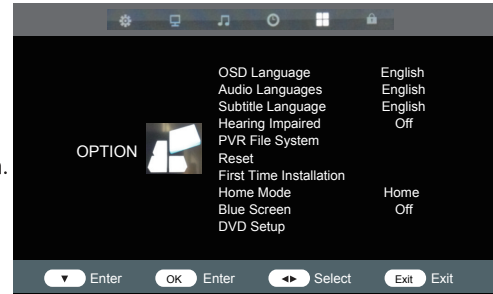 OSD Language English
Audio Languages English
Subtitle Language English
Hearing Impaired Off
OPTION
PVR File System
Reset
First Time Installation
Home Mode Home
Blue Screen Off
DVD Setup
▼ Enter OK Enter ◄► Select Exit Exit